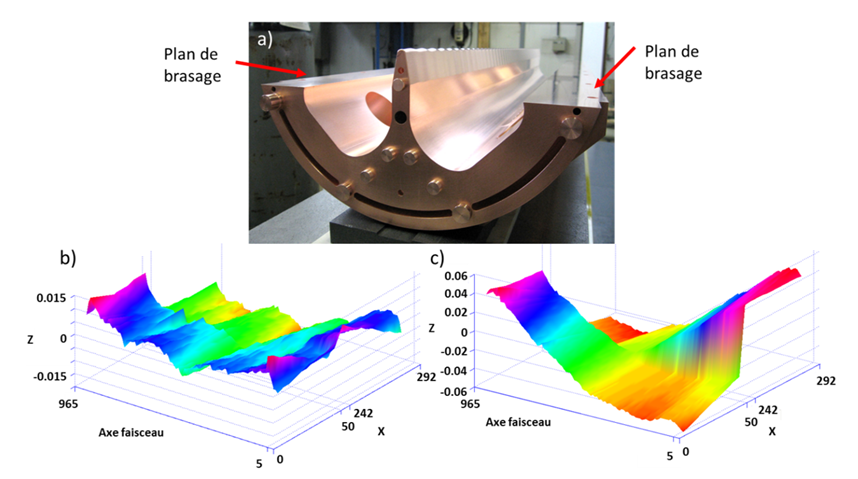 a)
Plan de
brasage
Plan de
brasage
b)
0.015
Z
0
-0.015
965
Axe faisceau
5
0
50
242
X
292
c)
0.06
0.04
0.02
Z
0
-0.02
-0.04
-0.06
965
Axe faisceau
5
0
50
242
X
292